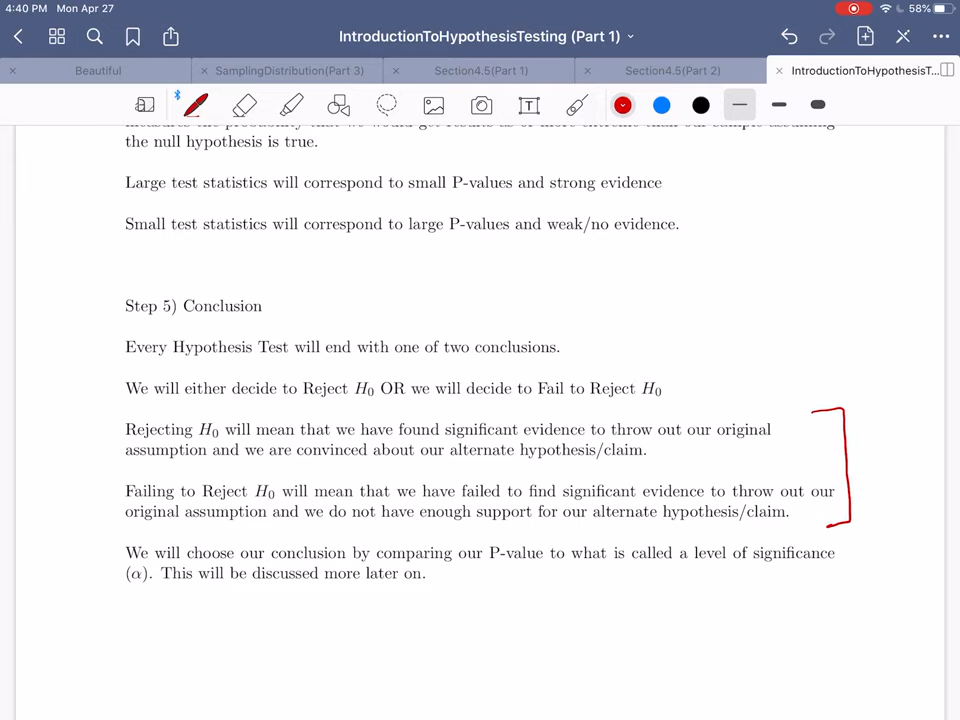 4:40 PM Mon Apr 27
58%
IntroductionToHypothesisTesting (Part 1)
Beautiful
SamplingDistribution(Part 3)
Section4.5(Part 1)
Section4.5(Part 2)
IntroductionToHypothesisT...
T
the null hypothesis is true.
Large test statistics will correspond to small P-values and strong evidence
Small test statistics will correspond to large P-values and weak/no evidence.
Step 5) Conclusion
Every Hypothesis Test will end with one of two conclusions.
We will either decide to Reject H₀ OR we will decide to Fail to Reject H₀
Rejecting H₀ will mean that we have found significant evidence to throw out our original
assumption and we are convinced about our alternate hypothesis/claim.
Failing to Reject H₀ will mean that we have failed to find significant evidence to throw out our
original assumption and we do not have enough support for our alternate hypothesis/claim.
We will choose our conclusion by comparing our P-value to what is called a level of significance
(α). This will be discussed more later on.